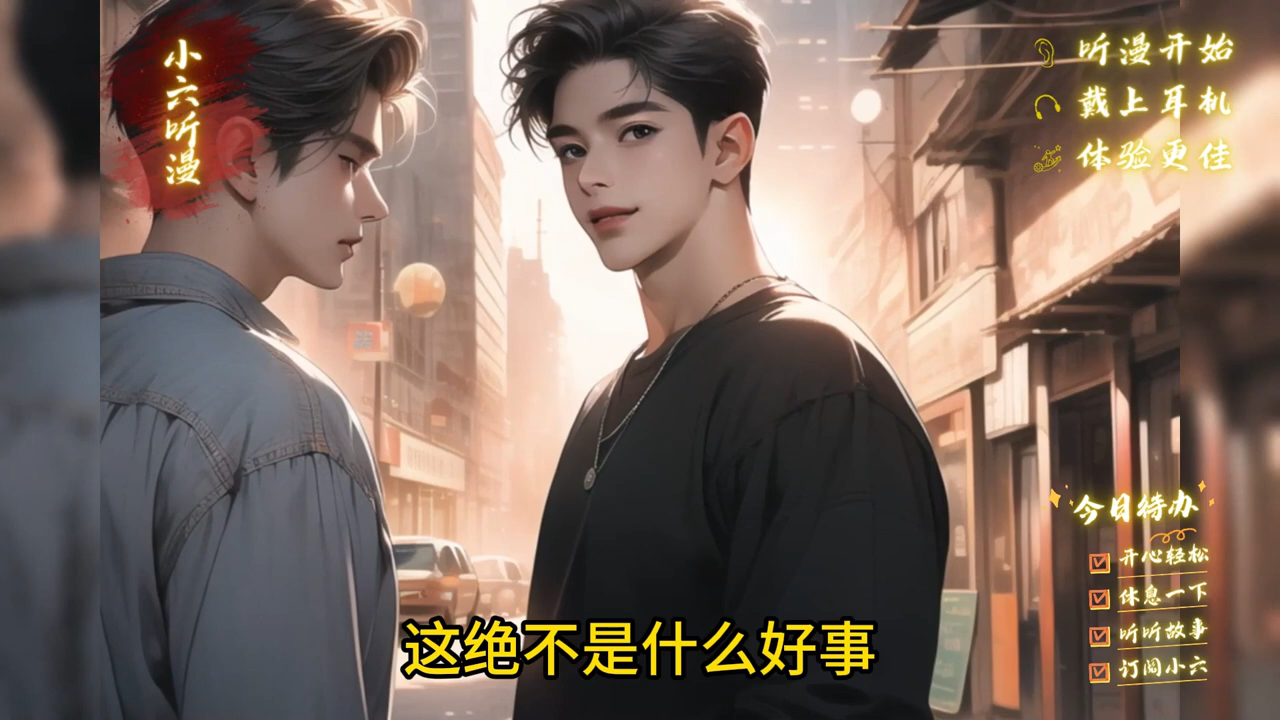 小六听漫
听漫开始
戴上耳机
体验更佳
今日待办
开心轻松
休息一下
听听故事
订阅小六
这绝不是什么好事